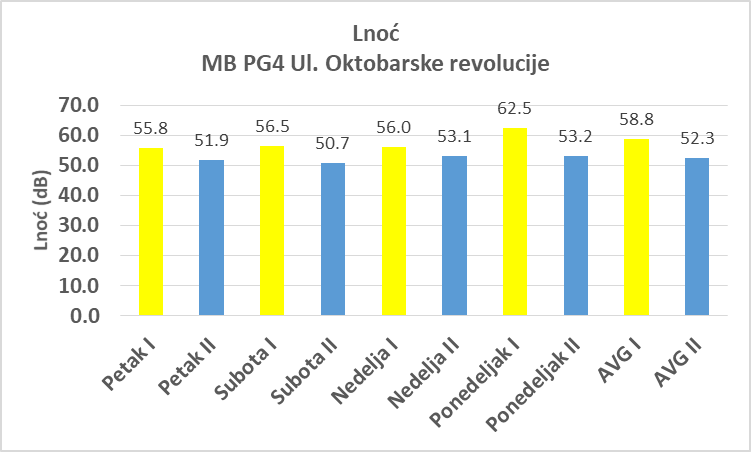 Lnoć
MB PG4 Ul. Oktobarske revolucije
70.0
60.0
50.0
40.0
30.0
20.0
10.0
0.0
Lnoć (dB)
55.8
51.9
56.5
50.7
56.0
53.1
62.5
53.2
58.8
52.3
Petak I
Petak II
Subota I
Subota II
Nedelja I
Nedelja II
Ponedeljak I
Ponedeljak II
AVG I
AVG II